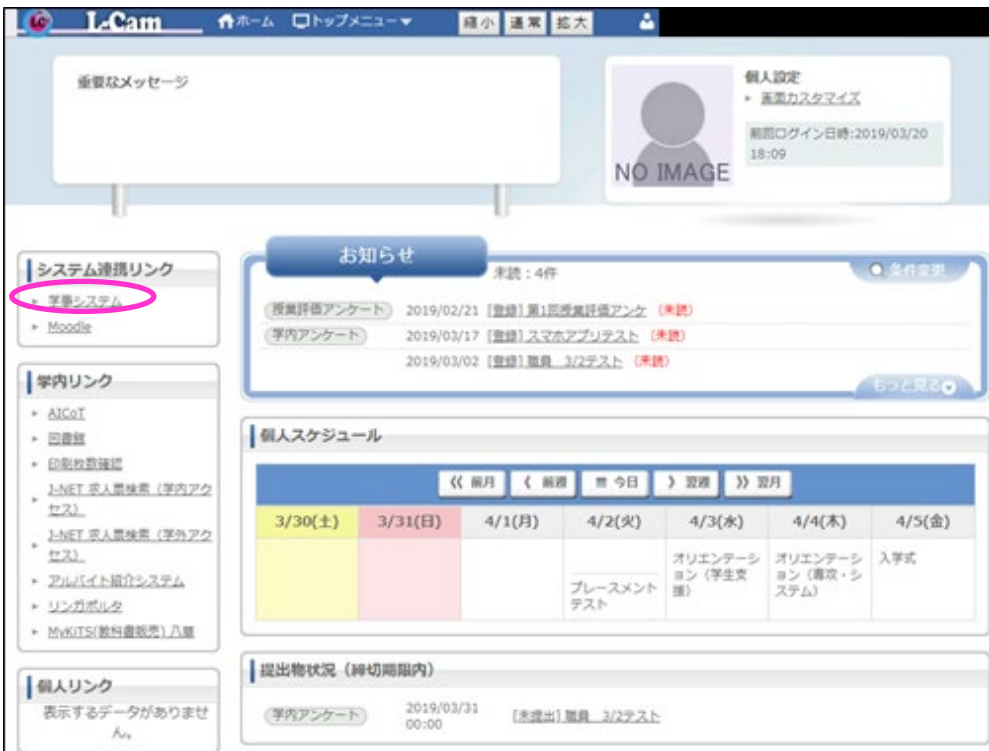 LC L-Cam ホーム トップメニュー 縮小 通常 拡大
重要なメッセージ
NO IMAGE
個人設定
画面カスタマイズ
前回ログイン日時:2019/03/20
18:09
システム連携リンク
学事システム
Moodle
学内リンク
AICoT
図書館
印刷枚数確認
J-NET 求人票検索（学内アク
セス）
J-NET 求人票検索（学外アク
セス）
アルバイト紹介システム
リンガポルタ
MyKiTS(教科書販売) 八草
個人リンク
表示するデータがありませ
ん。
お知らせ
未読：4件
条件変更
授業評価アンケート 2019/02/21 [登録] 第1回授業評価アンケ (未読)
学内アンケート 2019/03/17 [登録] スマホアプリテスト (未読)
2019/03/02 [登録] 職員 3/2テスト (未読)
もっと見る
個人スケジュール
前月 前週 今日 翌週 翌月
3/30(土) 3/31(日) 4/1(月) 4/2(火) 4/3(水) 4/4(木) 4/5(金)
プレースメント
テスト
オリエンテーシ
ョン（学生支
援）
オリエンテーシ
ョン（専攻・シ
ステム）
入学式
提出物状況（締切期限内）
学内アンケート 2019/03/31
00:00
[未提出] 職員 3/2テスト